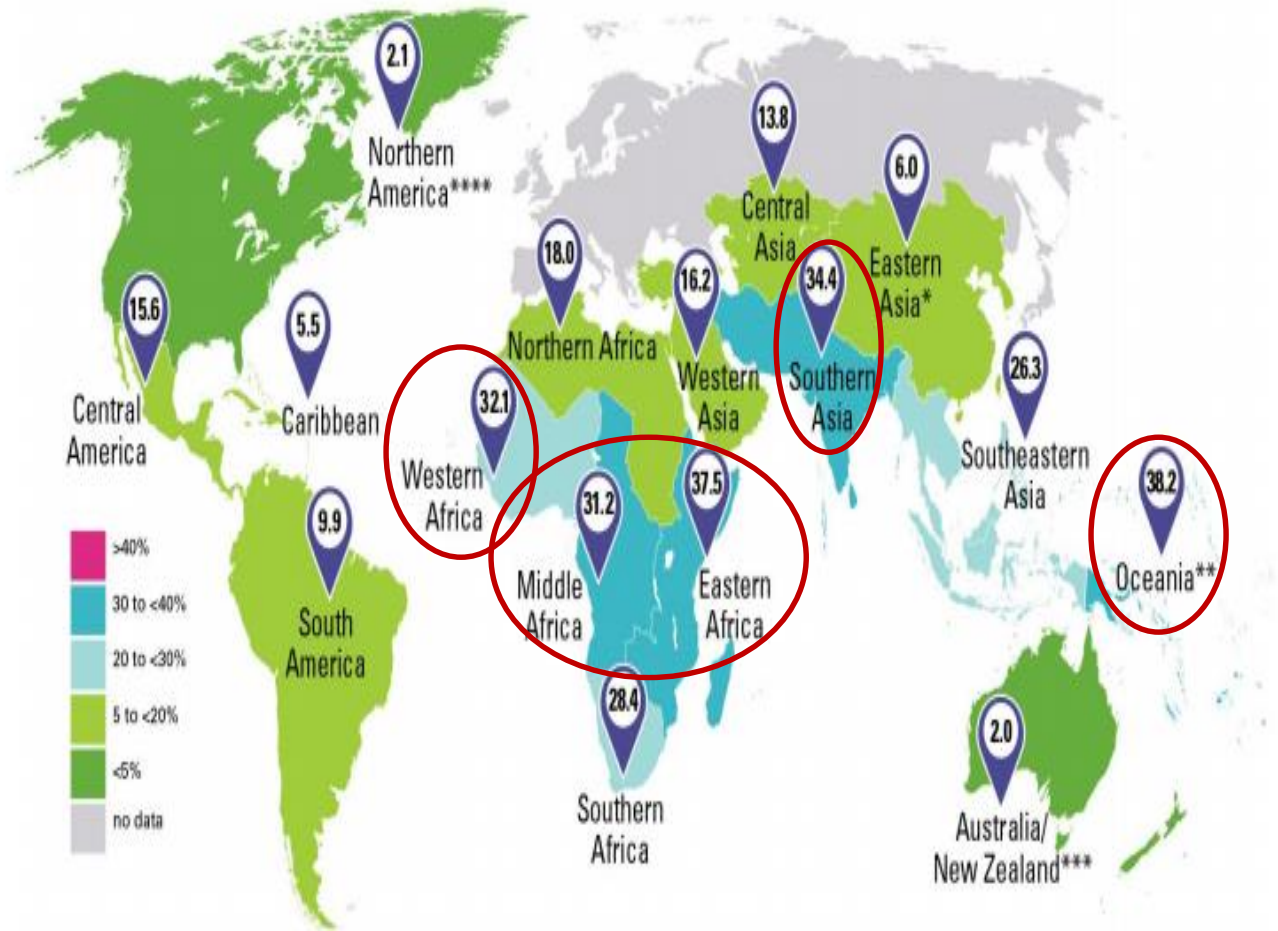 2.1
Northern
America****
13.8
Central
Asia
6.0
Eastern
Asia*
18.0
Northern Africa
16.2
Western
Asia
34.4
Southern
Asia
15.6
Central
America
5.5
Caribbean
32.1
Western
Africa
26.3
Southeastern
Asia
38.2
Oceania**
31.2
Middle
Africa
37.5
Eastern
Africa
9.9
South
America
28.4
Southern
Africa
2.0
Australia/
New Zealand***
>40%
30 to <40%
20 to <30%
5 to <20%
<5%
no data